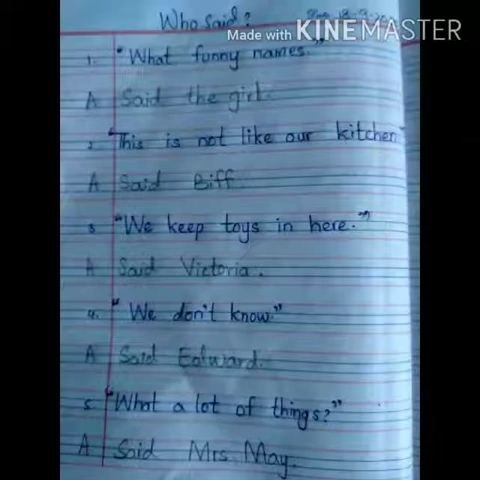 Who said?
Made with KINEMASTER
1. "What funny names."
A Said the girl.
2. "This is not like our kitchen"
A Said Biff.
3. "We keep toys in here."
A Said Victoria.
4. "We don't know."
A Said Eatward.
5. "What a lot of things?"
A Said Mrs May.